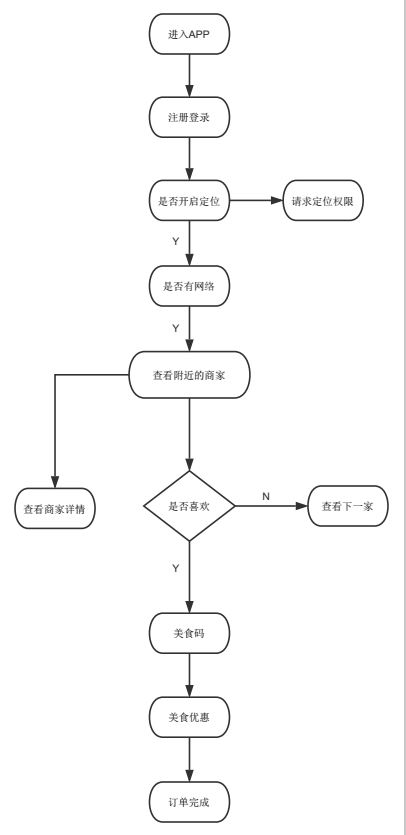 进入APP
注册登录
是否开启定位
请求定位权限
Y
是否有网络
Y
查看附近的商家
查看商家详情
是否喜欢
N
查看下一家
Y
美食码
美食优惠
订单完成